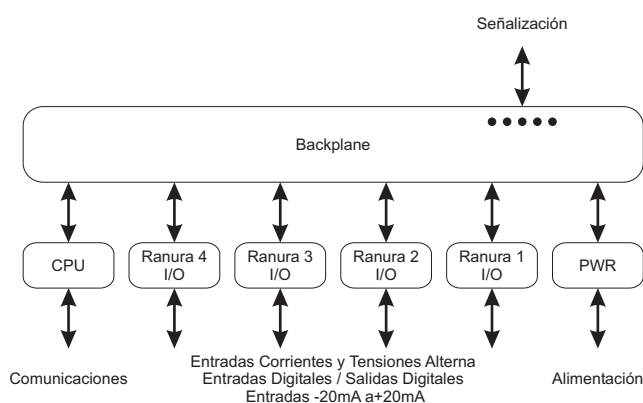 Señalización
Backplane
CPU
Ranura 4
I/O
Ranura 3
I/O
Ranura 2
I/O
Ranura 1
I/O
PWR
Comunicaciones
Entradas Corrientes y Tensiones Alterna
Entradas Digitales / Salidas Digitales
Entradas -20mA a+20mA
Alimentación